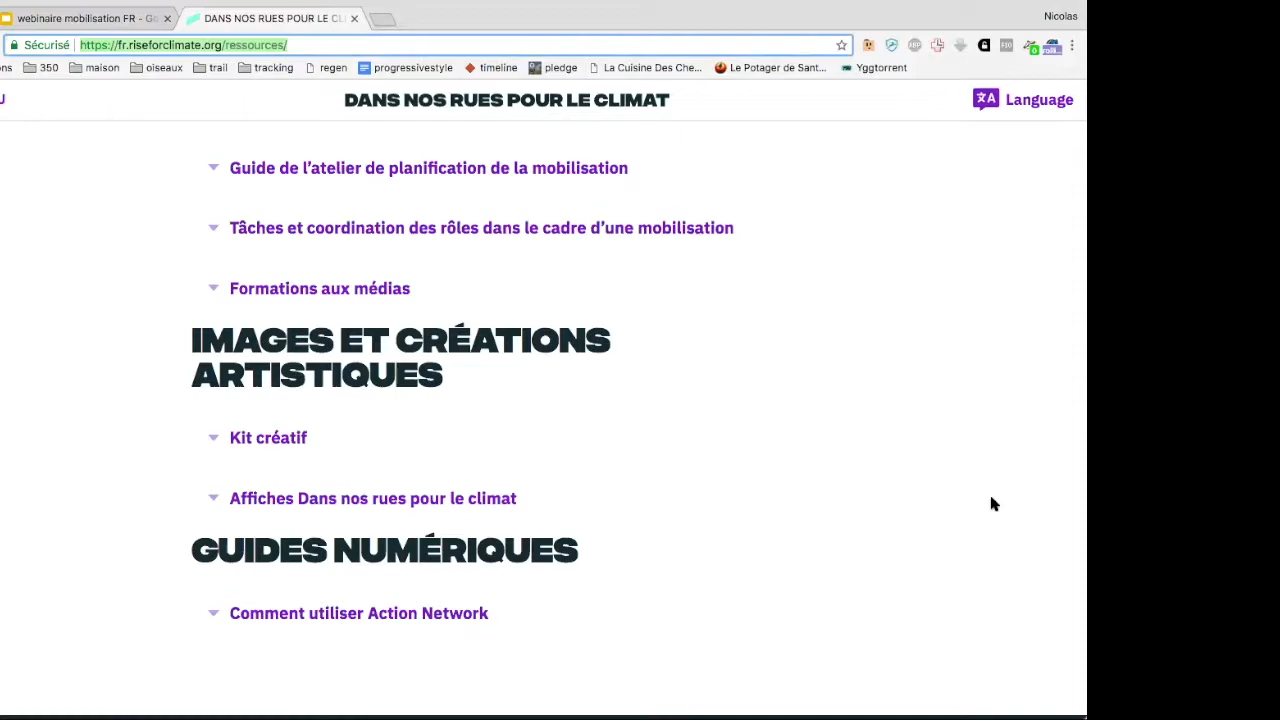 webinaire mobilisation FR - Go
DANS NOS RUES POUR LE CLI
Nicolas
Sécurisé https://fr.riseforclimate.org/ressources/
ons 350 maison oiseaux trail tracking regen progressivestyle timeline pledge La Cuisine Des Che... Le Potager de Sant... Yggtorrent
U DANS NOS RUES POUR LE CLIMAT Language
Guide de l’atelier de planification de la mobilisation
Tâches et coordination des rôles dans le cadre d’une mobilisation
Formations aux médias
IMAGES ET CRÉATIONS
ARTISTIQUES
Kit créatif
Affiches Dans nos rues pour le climat
GUIDES NUMÉRIQUES
Comment utiliser Action Network